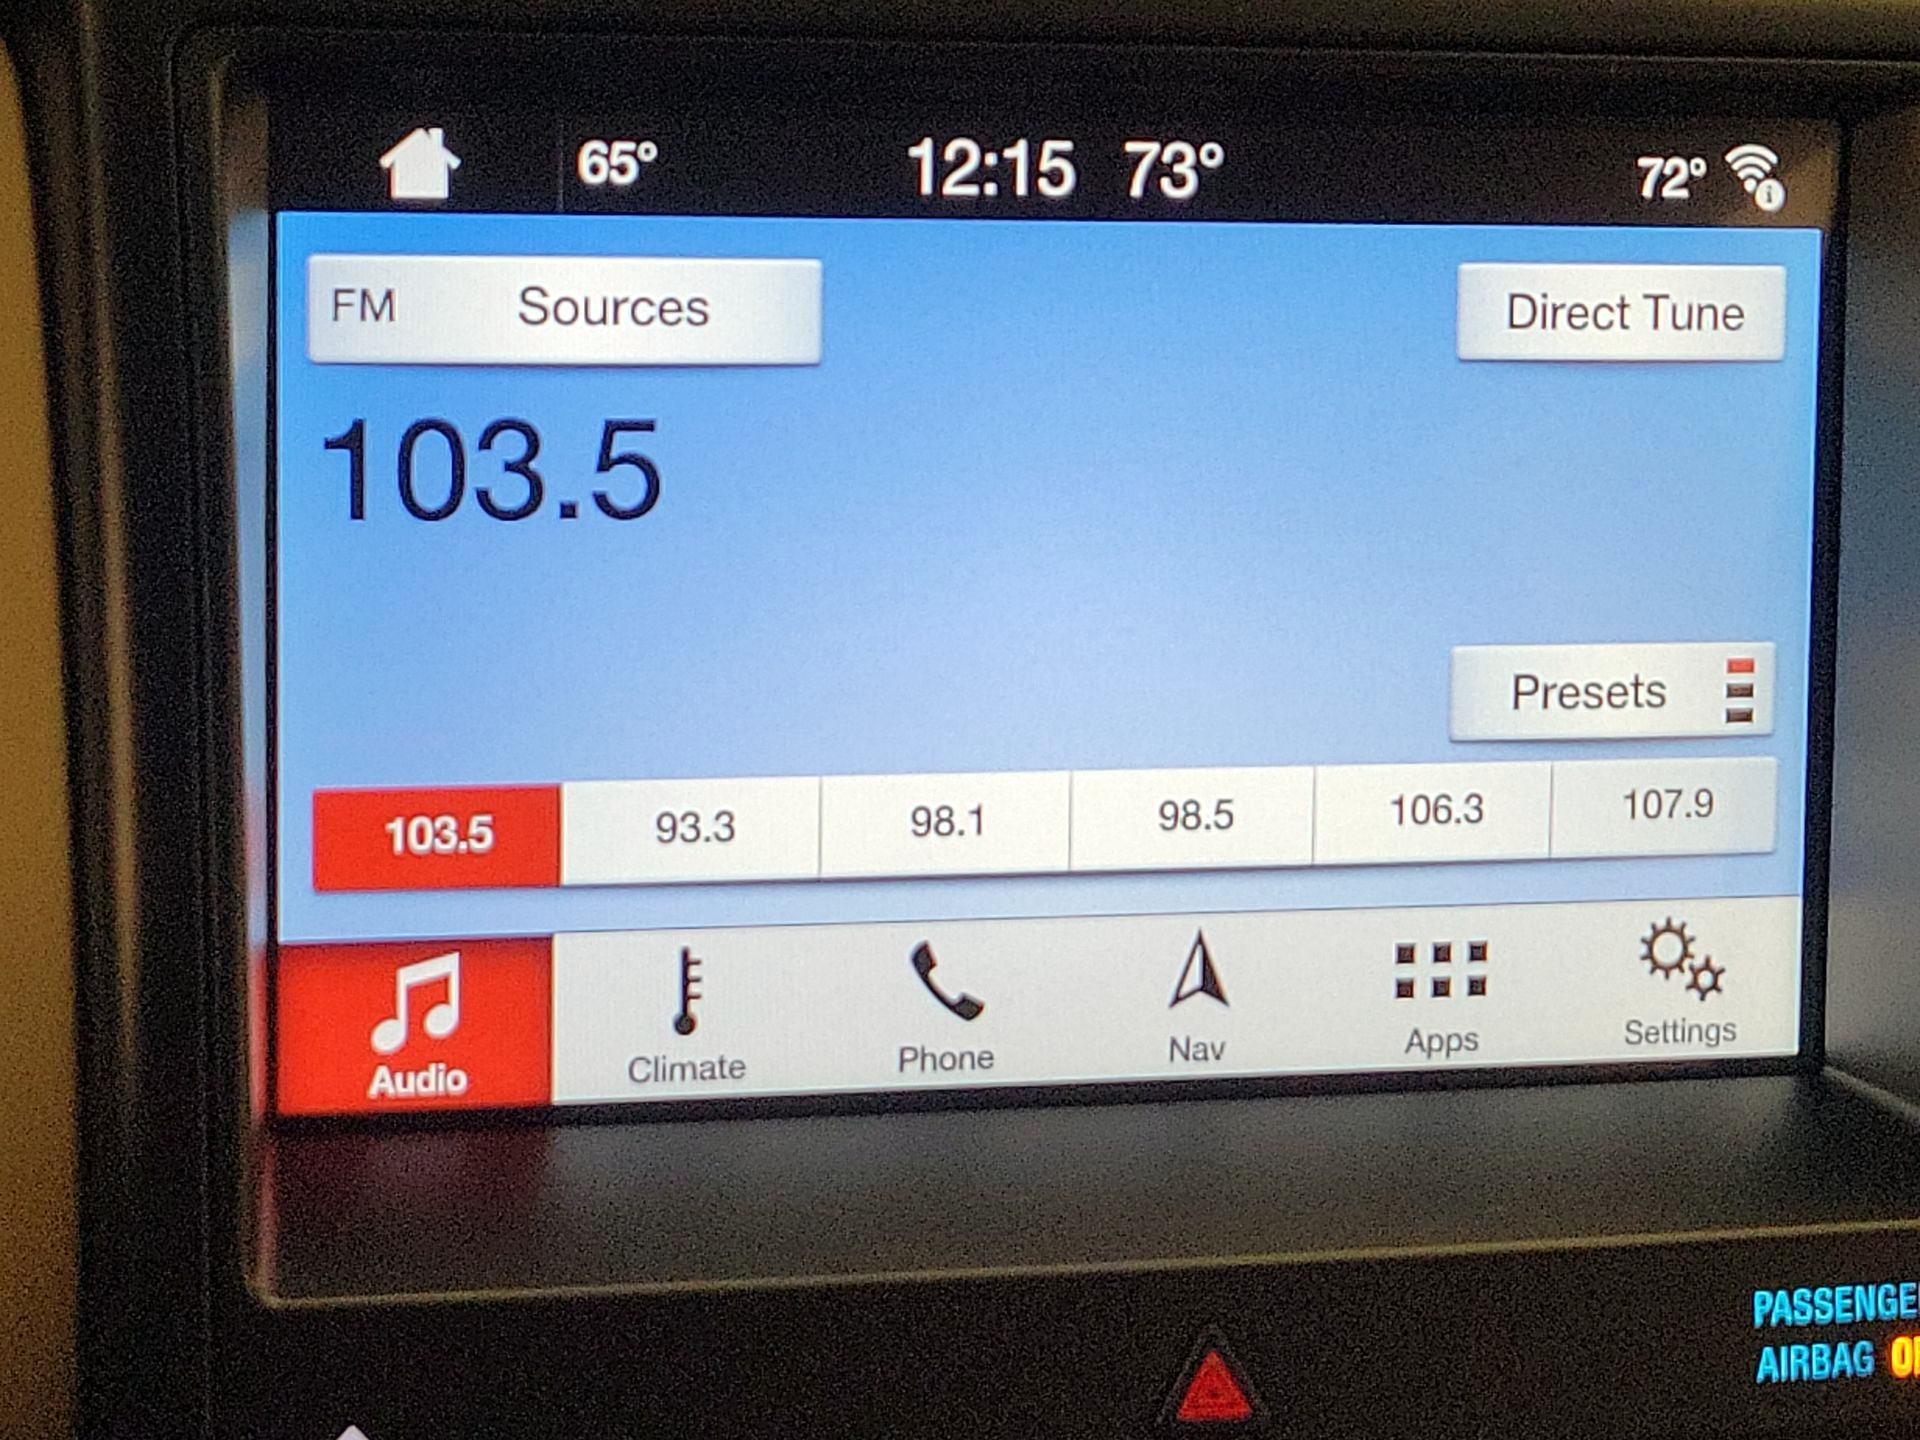 65° 12:15 73° 72°
FM Sources Direct Tune
103.5
Presets
103.5 93.3 98.1 98.5 106.3 107.9
Audio Climate Phone Nav Apps Settings
PASSENGE
AIRBAG